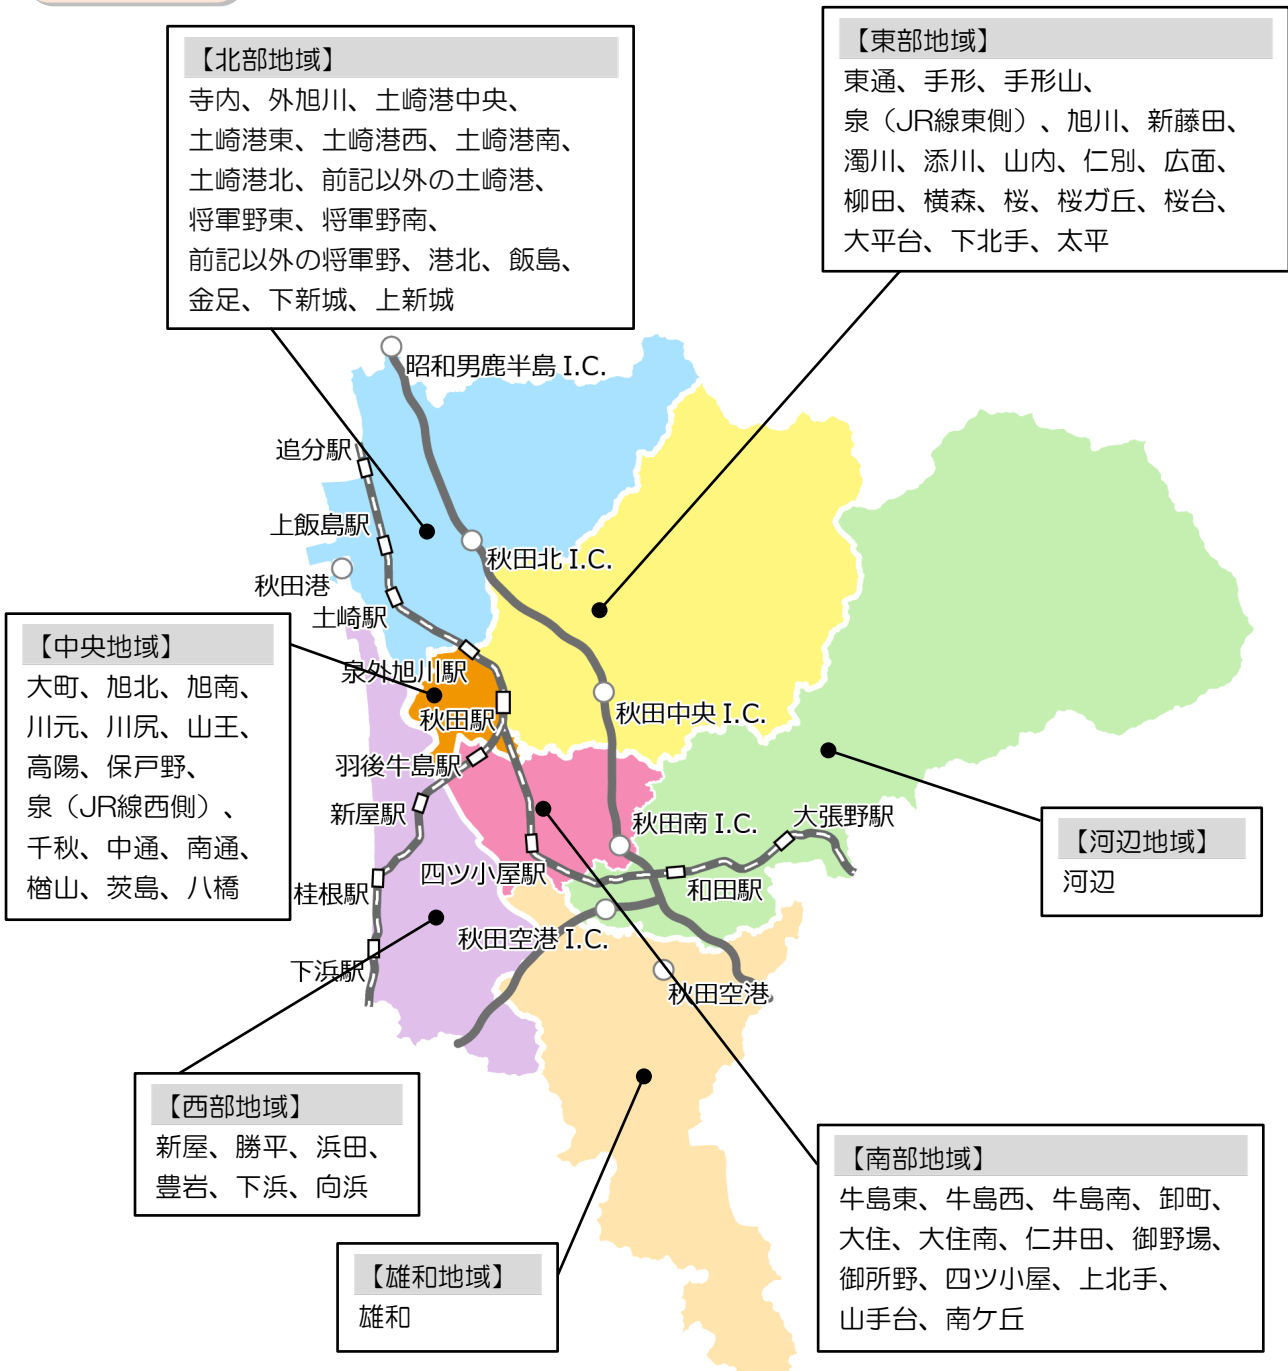 【北部地域】
寺内、外旭川、土崎港中央、
土崎港東、土崎港西、土崎港南、
土崎港北、前記以外の土崎港、
将軍野東、将軍野南、
前記以外の将軍野、港北、飯島、
金足、下新城、上新城
【東部地域】
東通、手形、手形山、
泉（JR線東側）、旭川、新藤田、
濁川、添川、山内、仁別、広面、
柳田、横森、桜、桜ガ丘、桜台、
大平台、下北手、太平
昭和男鹿半島 I.C.
追分駅
上飯島駅
秋田北 I.C.
秋田港
土崎駅
【中央地域】
大町、旭北、旭南、
川元、川尻、山王、
高陽、保戸野、
泉（JR線西側）、
千秋、中通、南通、
楢山、茨島、八橋
泉外旭川駅
秋田駅
秋田中央 I.C.
羽後牛島駅
新屋駅
秋田南 I.C.
大張野駅
四ツ小屋駅
和田駅
桂根駅
秋田空港 I.C.
下浜駅
秋田空港
【河辺地域】
河辺
【西部地域】
新屋、勝平、浜田、
豊岩、下浜、向浜
【南部地域】
牛島東、牛島西、牛島南、卸町、
大住、大住南、仁井田、御野場、
御所野、四ツ小屋、上北手、
山手台、南ケ丘
【雄和地域】
雄和